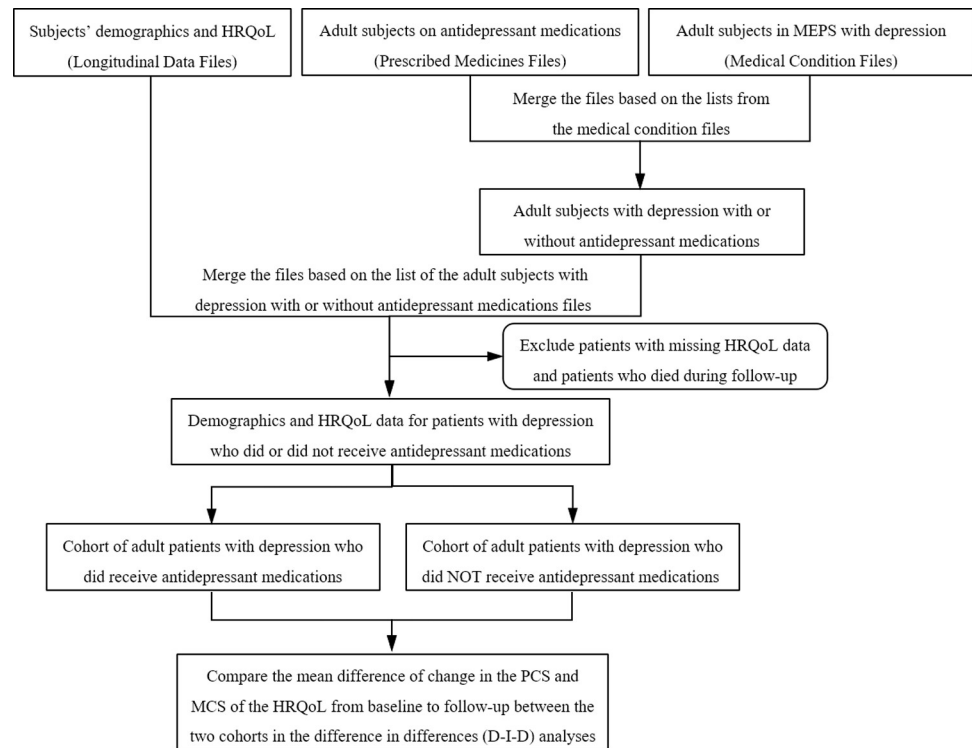 Subjects’ demographics and HRQoL
(Longitudinal Data Files)
Adult subjects on antidepressant medications
(Prescribed Medicines Files)
Adult subjects in MEPS with depression
(Medical Condition Files)
Merge the files based on the lists from
the medical condition files
Adult subjects with depression with or
without antidepressant medications
Merge the files based on the list of the adult subjects with
depression with or without antidepressant medications files
Exclude patients with missing HRQoL data
and patients who died during follow-up
Demographics and HRQoL data for patients with depression
who did or did not receive antidepressant medications
Cohort of adult patients with depression who
did receive antidepressant medications
Cohort of adult patients with depression who
did NOT receive antidepressant medications
Compare the mean difference of change in the PCS and
MCS of the HRQoL from baseline to follow-up between the
two cohorts in the difference in differences (D-I-D) analyses